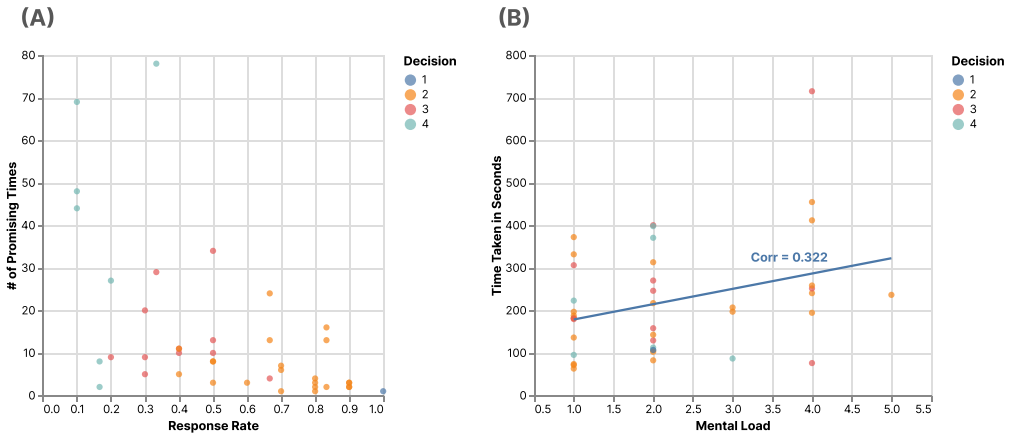 (A)
80
70
60
50
40
30
20
10
0
# of Promising Times
0.0 0.1 0.2 0.3 0.4 0.5 0.6 0.7 0.8 0.9 1.0
Response Rate
Decision
1
2
3
4
(B)
800
700
600
500
400
300
200
100
0
Time Taken in Seconds
Corr = 0.322
0.5 1.0 1.5 2.0 2.5 3.0 3.5 4.0 4.5 5.0 5.5
Mental Load
Decision
1
2
3
4